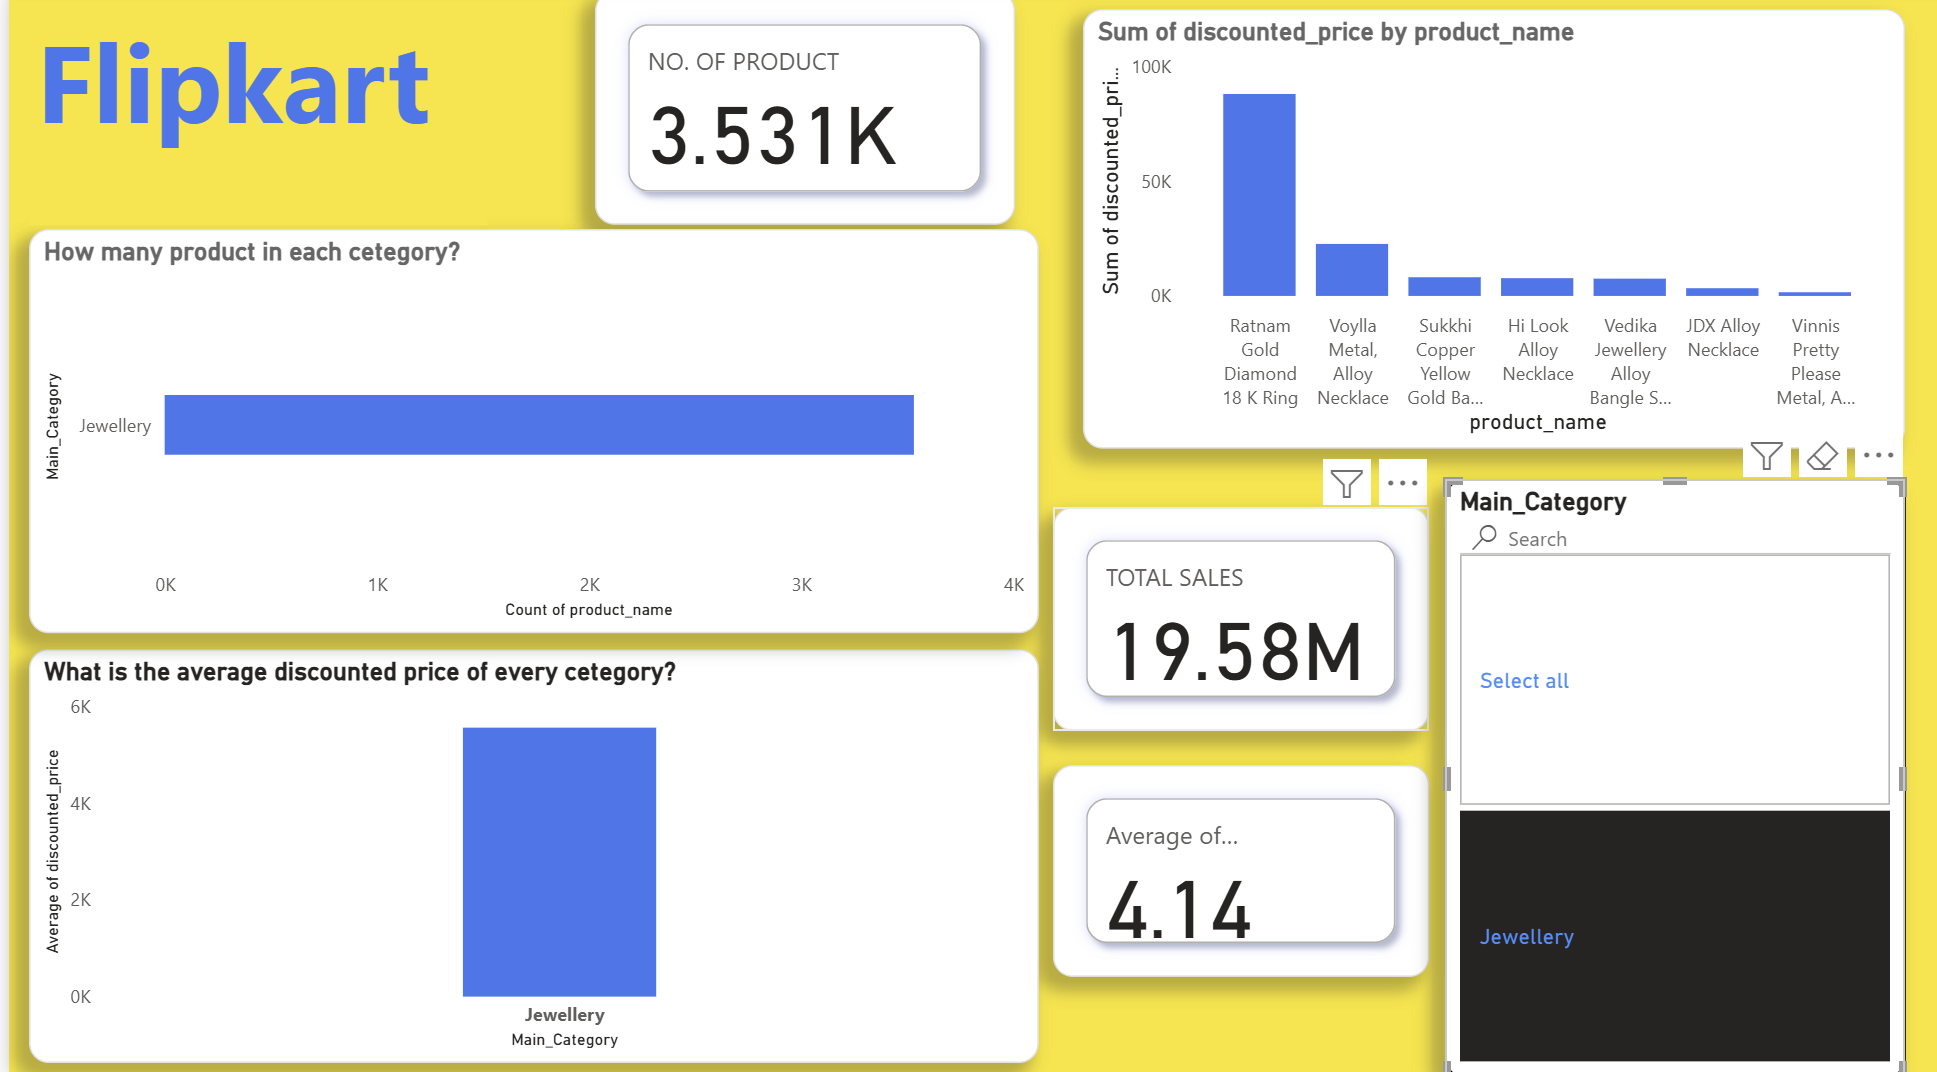 Flipkart
NO. OF PRODUCT
3.531K
Sum of discounted_price by product_name
Sum of discounted_pri...
100K
50K
0K
Ratnam
Gold
Diamond
18 K Ring
Voylla
Metal,
Alloy
Necklace
Sukkhi
Copper
Yellow
Gold Ba...
Hi Look
Alloy
Necklace
Vedika
Jewellery
Alloy
Bangle S...
JDX Alloy
Necklace
Vinnis
Pretty
Please
Metal, A...
product_name
How many product in each cetegory?
Main_Category
Jewellery
0K
1K
2K
3K
4K
Count of product_name
TOTAL SALES
19.58M
Main_Category
Search
Select all
Jewellery
What is the average discounted price of every cetegory?
Average of discounted_price
6K
4K
2K
0K
Jewellery
Main_Category
Average of...
4.14